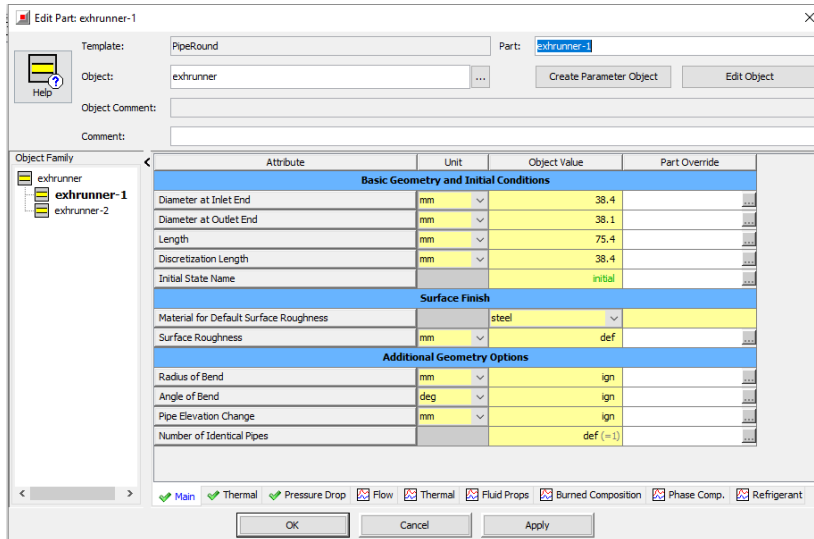 Edit Part: exhrunner-1
Template: PipeRound Part: exhrunner-1
Help
Object: exhrunner ... Create Parameter Object Edit Object
Object Comment:
Comment:
Object Family
exhrunner
exhrunner-1
exhrunner-2
Attribute Unit Object Value Part Override
Basic Geometry and Initial Conditions
Diameter at Inlet End mm 38.4 ...
Diameter at Outlet End mm 38.1 ...
Length mm 75.4 ...
Discretization Length mm 38.4 ...
Initial State Name initial ...
Surface Finish
Material for Default Surface Roughness steel
Surface Roughness mm def ...
Additional Geometry Options
Radius of Bend mm ign ...
Angle of Bend deg ign ...
Pipe Elevation Change mm ign ...
Number of Identical Pipes def (=1) ...
Main Thermal Pressure Drop Flow Thermal Fluid Props Burned Composition Phase Comp. Refrigerant
OK Cancel Apply